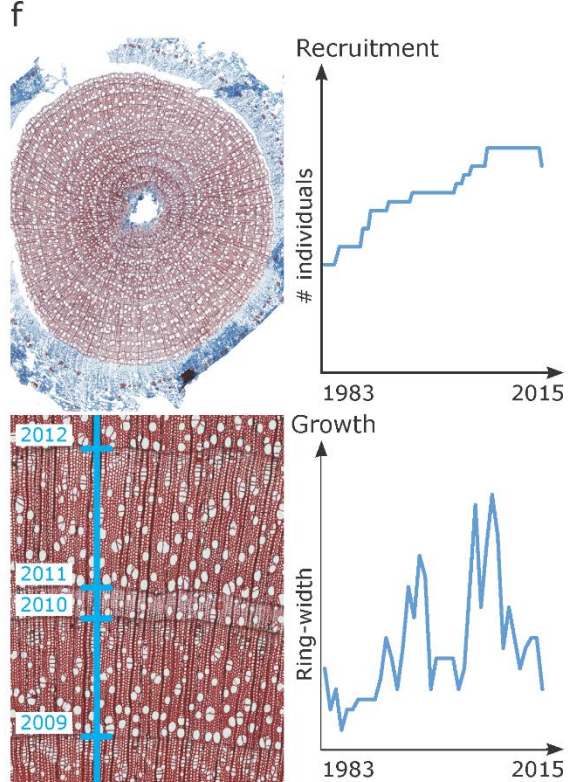 f
Recruitment
# individuals
1983 2015
2012
2011
2010
2009
Growth
Ring-width
1983 2015